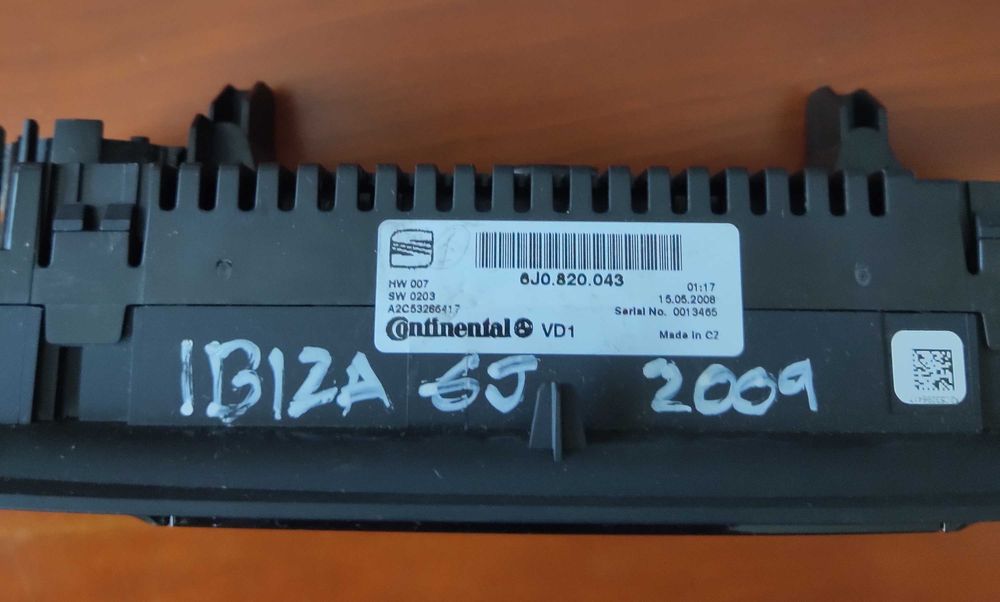 6J0.820.043
HW 007
SW 0203
A2C53286417
01:17
15.05.2008
Serial No. 0013465
Continental VD1
Made in CZ
IBIZA 6J 2009